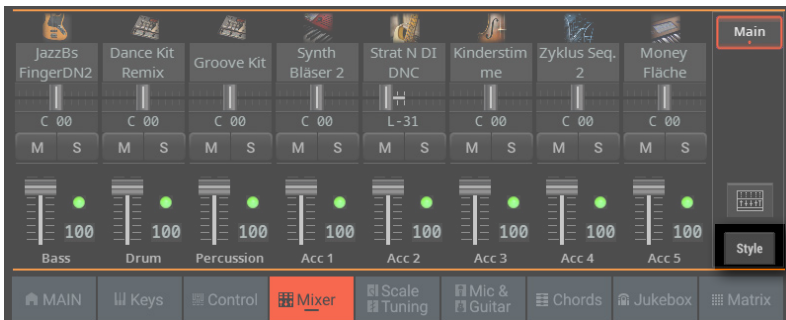 JazzBs FingerDN2
Dance Kit Remix
Groove Kit
Synth Bläser 2
Strat N DI DNC
Kinderstim me
Zyklus Seq. 2
Money Fläche
Main
C 00 C 00 C 00 C 00 L-31 C 00 C 00 C 00
M S M S M S M S M S M S M S M S
100 100 100 100 100 100 100 100
Bass Drum Percussion Acc 1 Acc 2 Acc 3 Acc 4 Acc 5
Style
MAIN Keys Control Mixer Scale Tuning Mic & Guitar Chords Jukebox Matrix